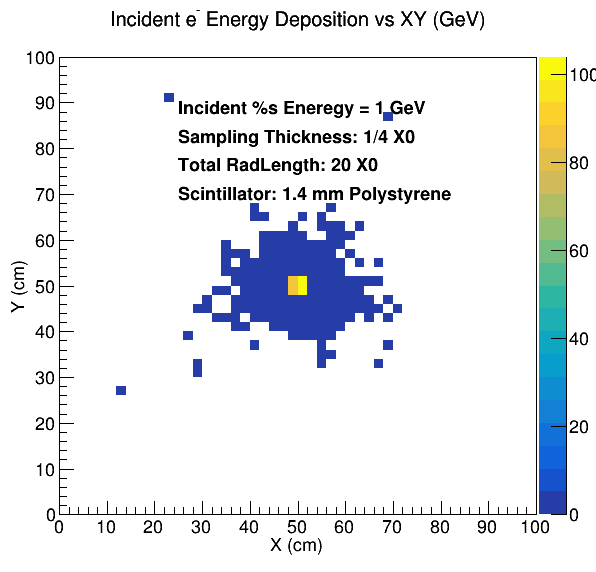 Incident e- Energy Deposition vs XY (GeV)
100
90
80
70
60
50
40
30
20
10
0
Y (cm)
Incident %s Eneregy = 1 GeV
Sampling Thickness: 1/4 X0
Total RadLength: 20 X0
Scintillator: 1.4 mm Polystyrene
100
80
60
40
20
0
0 10 20 30 40 50 60 70 80 90 100
X (cm)